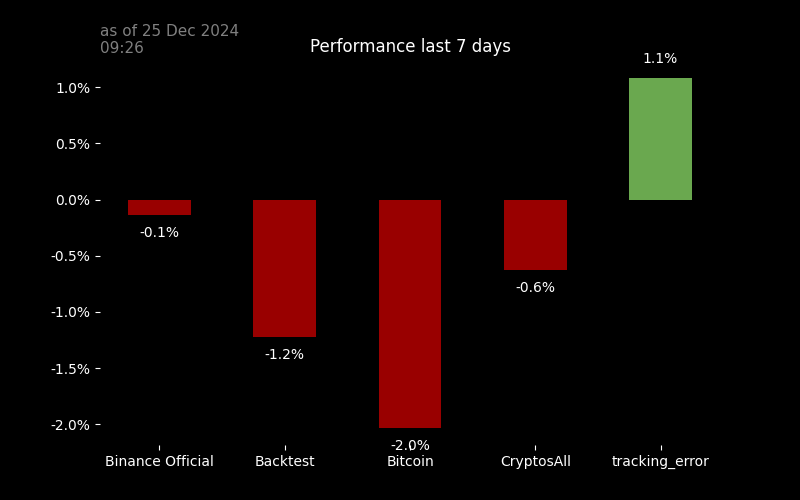 as of 25 Dec 2024
09:26
Performance last 7 days
1.1%
1.0%
0.5%
0.0%
-0.5%
-1.0%
-1.5%
-2.0%
-0.1%
-1.2%
-2.0%
-0.6%
Binance Official
Backtest
Bitcoin
CryptosAll
tracking_error